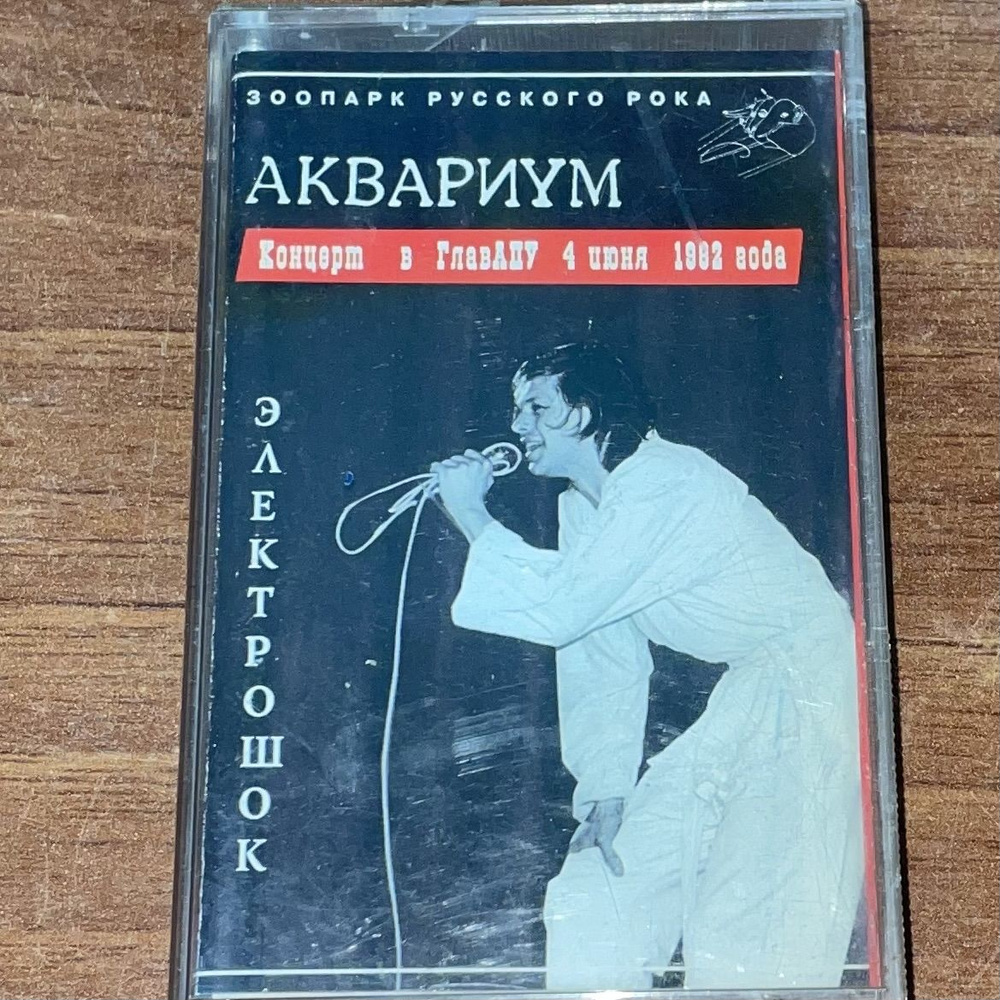 ЗООПАРК РУССКОГО РОКА
АКВАРИУМ
Концерт в ГлавАПУ 4 июня 1982 года
ЭЛЕКТРОШОК